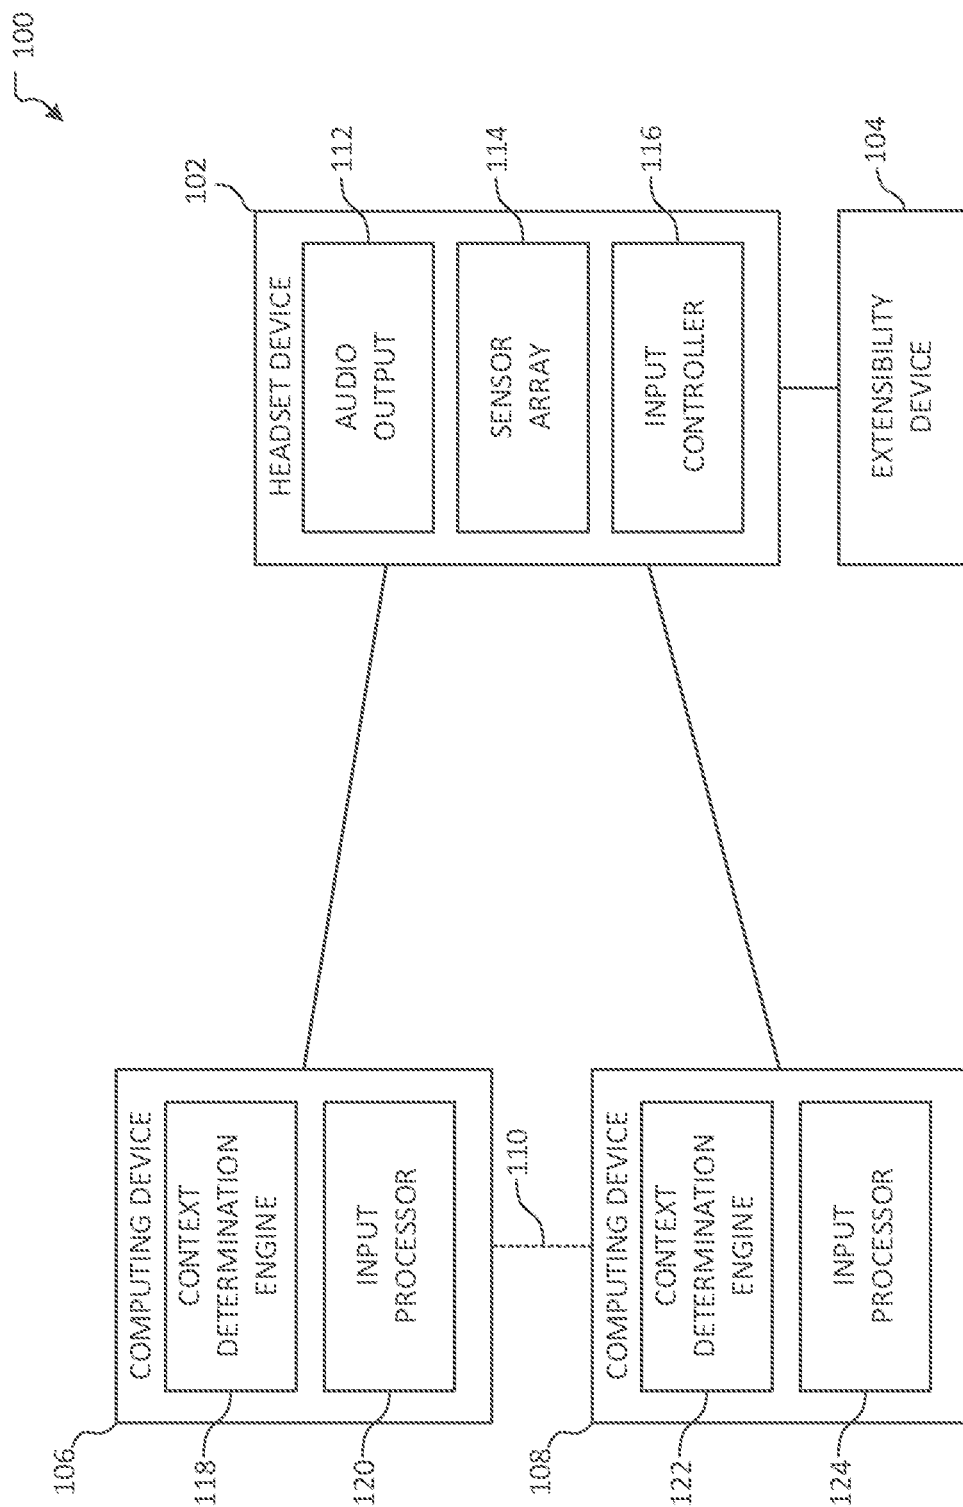 100
106
COMPUTING DEVICE
118
CONTEXT
DETERMINATION
ENGINE
120
INPUT
PROCESSOR
110
108
COMPUTING DEVICE
122
CONTEXT
DETERMINATION
ENGINE
124
INPUT
PROCESSOR
102
HEADSET DEVICE
112
AUDIO
OUTPUT
114
SENSOR
ARRAY
116
INPUT
CONTROLLER
104
EXTENSIBILITY
DEVICE